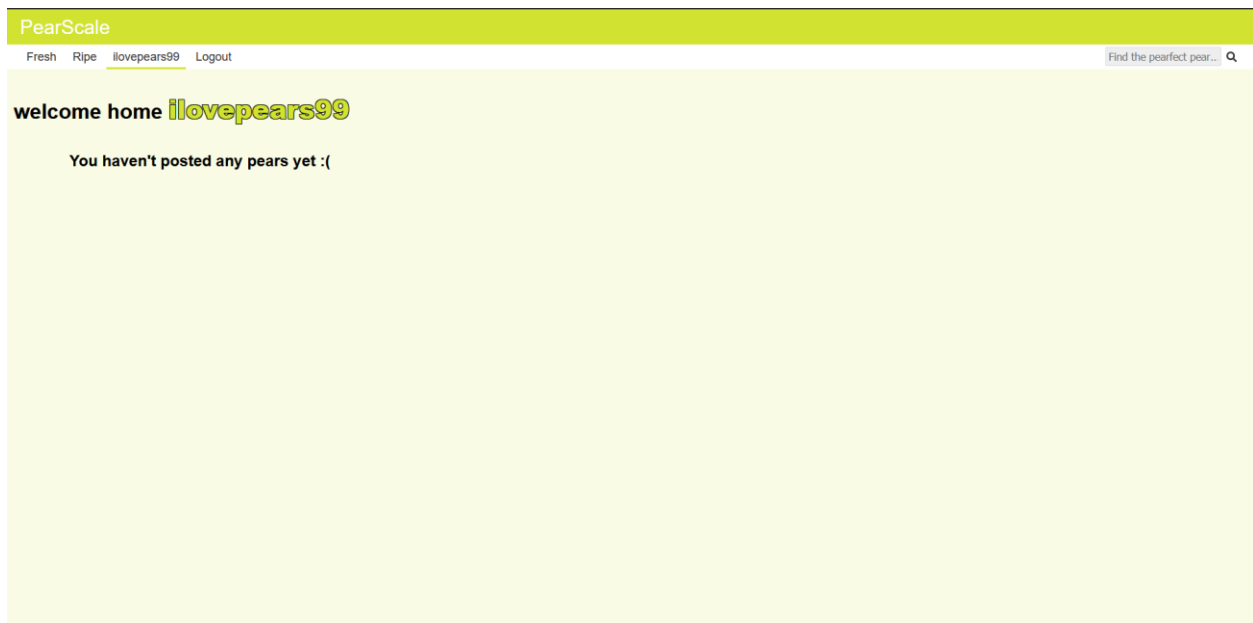 PearScale
Fresh Ripe ilovepears99 Logout Find the pearfect pear...
welcome home ilovepears99
You haven't posted any pears yet :(